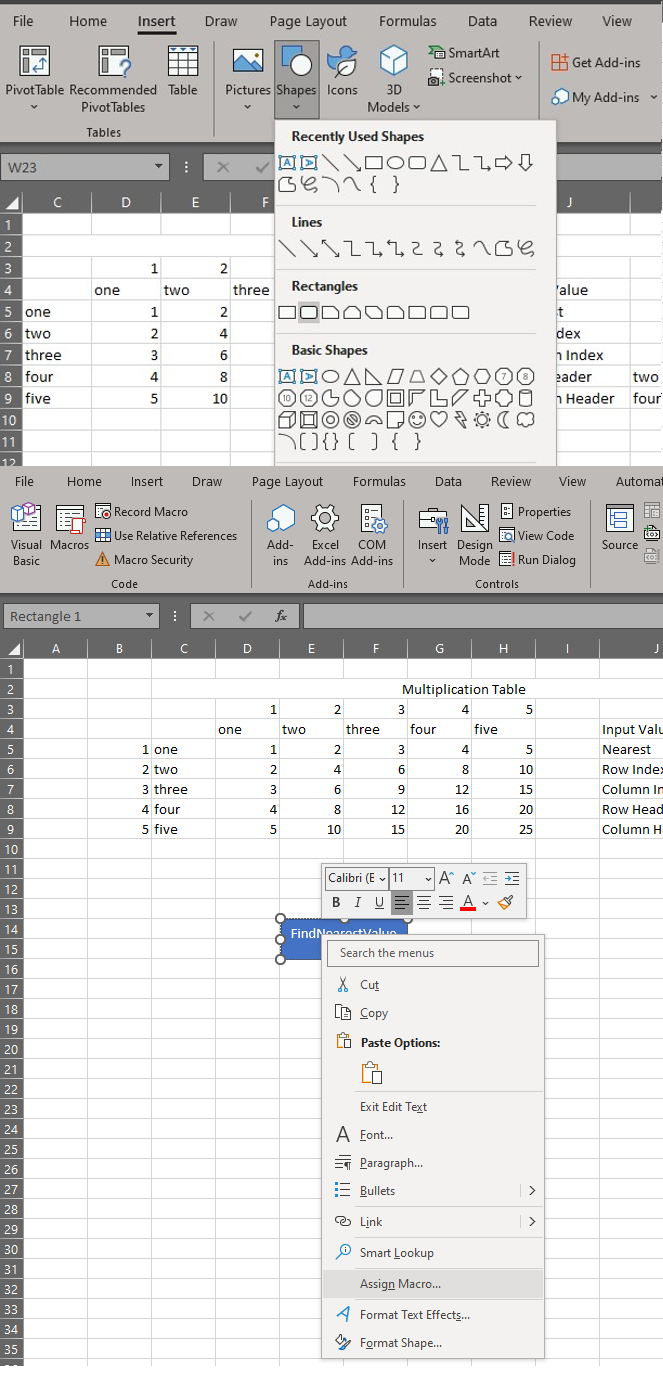 File Home Insert Draw Page Layout Formulas Data Review View
PivotTable Recommended PivotTables Table Pictures Shapes Icons 3D Models SmartArt Screenshot Get Add-ins My Add-ins
Tables
W23
Recently Used Shapes
Lines
Rectangles
Basic Shapes
C D E F J
1
2
3 1 2
4 one two three alue
5 one 1 2 st
6 two 2 4 dex
7 three 3 6 n Index
8 four 4 8 eader two
9 five 5 10 n Header four
10
11
12
File Home Insert Draw Page Layout Formulas Data Review View Automa
Visual Basic Macros Record Macro Add-ins Excel Add-ins COM Add-ins Insert Design Mode Properties Source
Use Relative References View Code
Macro Security Run Dialog
Code Add-ins Controls
Rectangle 1 fx
A B C D E F G H I J
1
2 Multiplication Table
3 1 2 3 4 5
4 one two three four five Input Valu
5 1 one 1 2 3 4 5 Nearest
6 2 two 2 4 6 8 10 Row Index
7 3 three 3 6 9 12 15 Column In
8 4 four 4 8 12 16 20 Row Head
9 5 five 5 10 15 20 25 Column H
10
11
12
13
14
15
16
17
18
19
20
21
22
23
24
25
26
27
28
29
30
31
32
33
34
35
Calibri (E 11 A A
B I U A
FindNearestValue
Search the menus
Cut
Copy
Paste Options:
Exit Edit Text
Font...
Paragraph...
Bullets
Link
Smart Lookup
Assign Macro...
Format Text Effects...
Format Shape...